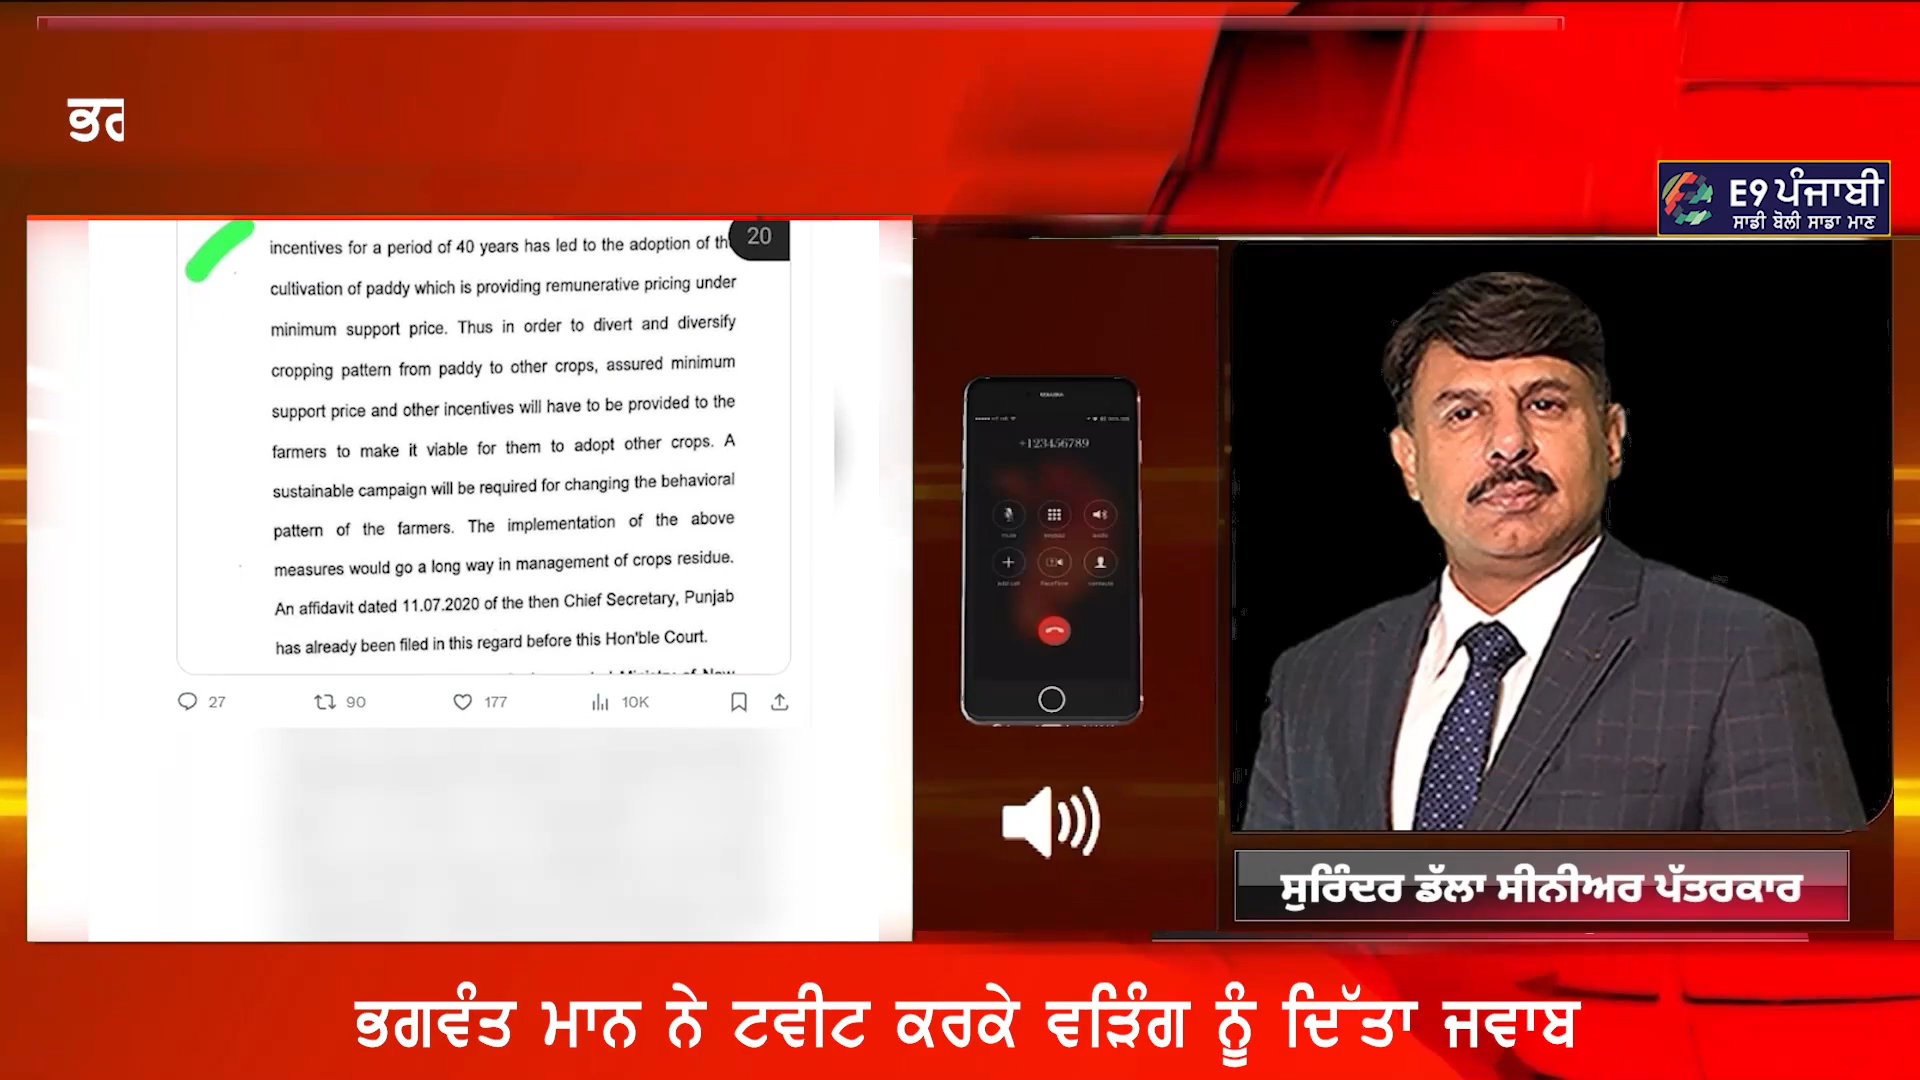 ਭਗ
E9 ਪੰਜਾਬੀ
ਸਾਡੀ ਬੋਲੀ ਸਾਡਾ ਮਾਣ
20
incentives for a period of 40 years has led to the adoption of
cultivation of paddy which is providing remunerative pricing under
minimum support price. Thus in order to divert and diversify
cropping pattern from paddy to other crops, assured minimum
support price and other incentives will have to be provided to the
farmers to make it viable for them to adopt other crops. A
sustainable campaign will be required for changing the behavioral
pattern of the farmers. The implementation of the above
measures would go a long way in management of crops residue.
An affidavit dated 11.07.2020 of the then Chief Secretary, Punjab
has already been filed in this regard before this Hon'ble Court.
27 90 177 10K
+123456789
ਸੁਰਿੰਦਰ ਡੱਲਾ ਸੀਨੀਅਰ ਪੱਤਰਕਾਰ
ਭਗਵੰਤ ਮਾਨ ਨੇ ਟਵੀਟ ਕਰਕੇ ਵੜਿੰਗ ਨੂੰ ਦਿੱਤਾ ਜਵਾਬ